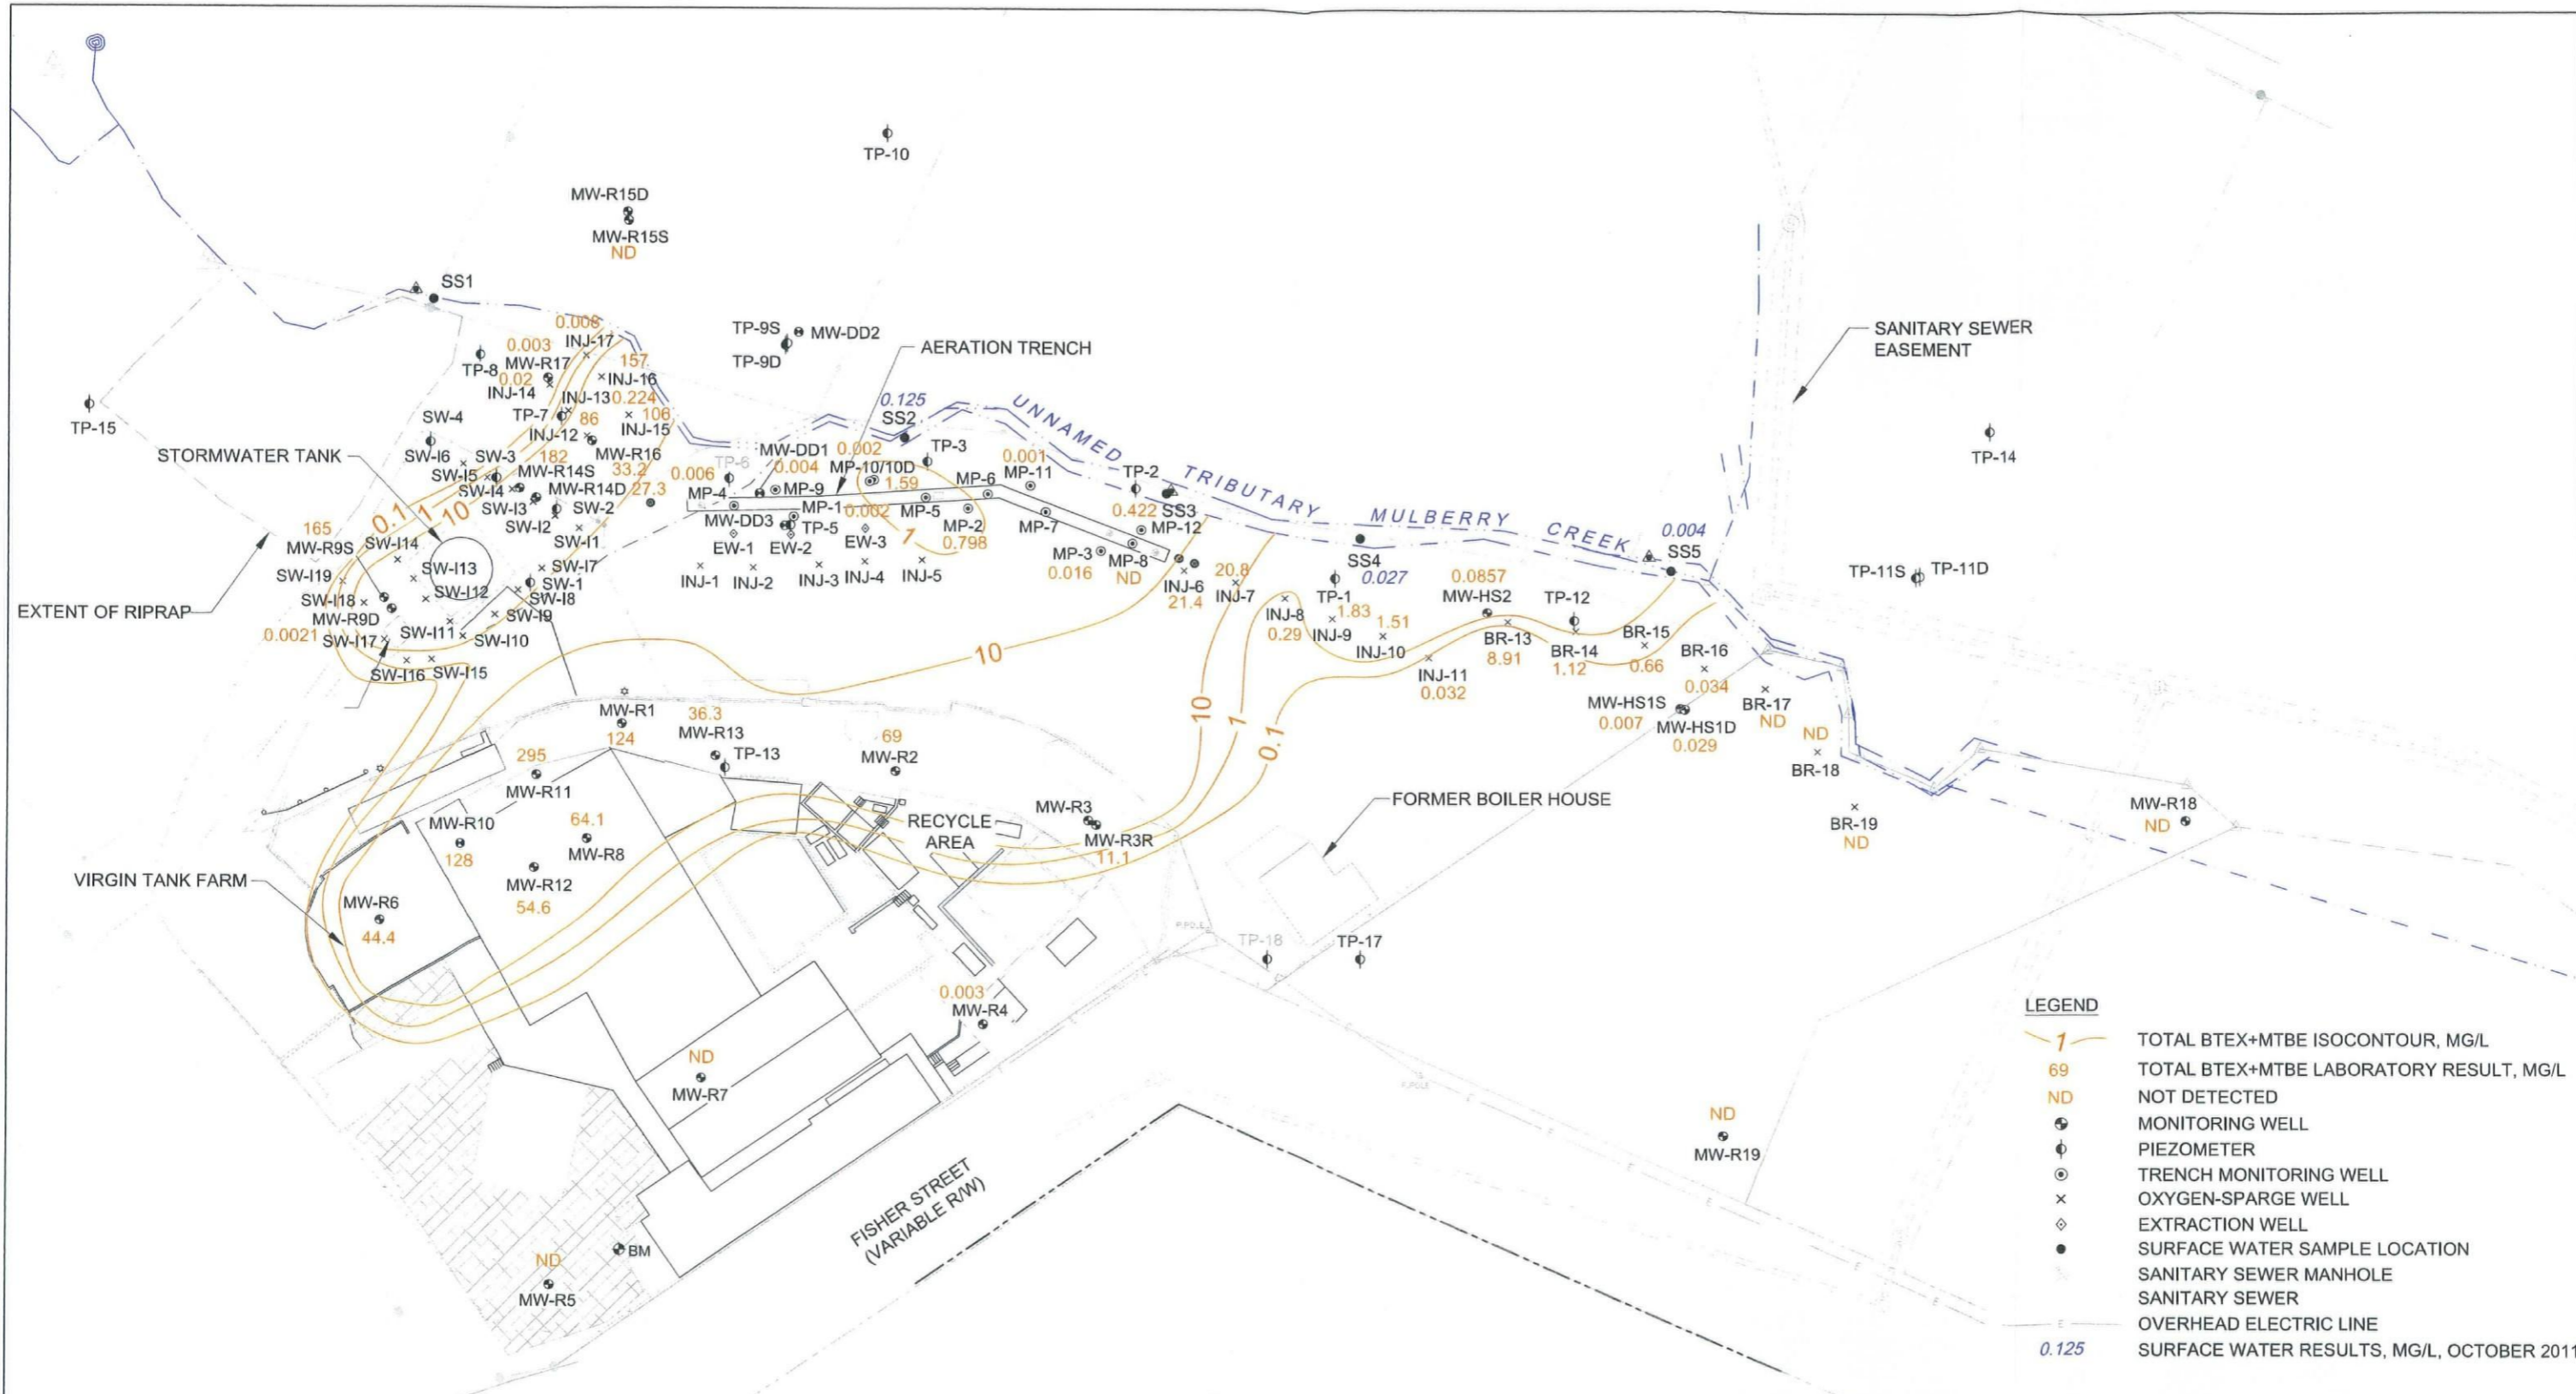 TP-10
MW-R15D
MW-R15S
ND
SS1
TP-9S
MW-DD2
TP-9D
AERATION TRENCH
SANITARY SEWER
EASEMENT
0.008
INJ-17
0.003
MW-R17
TP-8
0.02
INJ-14
157
INJ-16
INJ-13
0.224
TP-7
86
106
INJ-15
INJ-12
MW-R16
TP-15
SW-4
STORMWATER TANK
SW-I6
SW-3
182
SW-I5
MW-R14S
33.2
SW-I4
MW-R14D
27.3
SW-I3
SW-2
SW-I2
SW-I1
0.125
SS2
UNNAMED TRIBUTARY MULBERRY CREEK
MW-DD1
0.002
TP-3
TP-6
0.006
0.004
MP-10/10D
0.001
MP-11
MP-4
MP-9
1.59
MP-6
TP-2
MW-DD3
MP-1
0.002
MP-5
TP-5
MP-2
MP-7
0.422
SS3
MP-12
EW-1
EW-2
EW-3
1
0.798
MP-3
MP-8
0.016
ND
INJ-1
INJ-2
INJ-3
INJ-4
INJ-5
INJ-6
21.4
20.8
INJ-7
SS4
0.027
0.004
SS5
TP-14
TP-11S
TP-11D
165
0.1
1
10
MW-R9S
SW-I14
SW-I19
SW-I13
SW-I7
SW-1
SW-I18
SW-I12
SW-I8
EXTENT OF RIPRAP
MW-R9D
SW-I9
0.0021
SW-I17
SW-I11
SW-I10
SW-I16
SW-I15
INJ-8
0.29
TP-1
1.83
INJ-9
1.51
INJ-10
0.0857
MW-HS2
TP-12
BR-13
8.91
BR-14
1.12
BR-15
0.66
BR-16
0.034
INJ-11
0.032
MW-HS1S
0.007
MW-HS1D
0.029
BR-17
ND
ND
BR-18
BR-19
ND
MW-R18
ND
10
10
1
0.1
MW-R1
124
36.3
MW-R13
TP-13
69
MW-R2
295
MW-R11
MW-R10
128
64.1
MW-R8
MW-R12
54.6
RECYCLE
AREA
MW-R3
MW-R3R
11.1
FORMER BOILER HOUSE
VIRGIN TANK FARM
MW-R6
44.4
P.POLE
TP-18
TP-17
0.003
MW-R4
ND
MW-R7
ND
MW-R19
FISHER STREET
(VARIABLE R/W)
BM
ND
MW-R5
P.POLE
E
E
E
LEGEND
1 TOTAL BTEX+MTBE ISOCONTOUR, MG/L
69 TOTAL BTEX+MTBE LABORATORY RESULT, MG/L
ND NOT DETECTED
MONITORING WELL
PIEZOMETER
TRENCH MONITORING WELL
OXYGEN-SPARGE WELL
EXTRACTION WELL
SURFACE WATER SAMPLE LOCATION
SANITARY SEWER MANHOLE
SANITARY SEWER
E OVERHEAD ELECTRIC LINE
0.125 SURFACE WATER RESULTS, MG/L, OCTOBER 2011